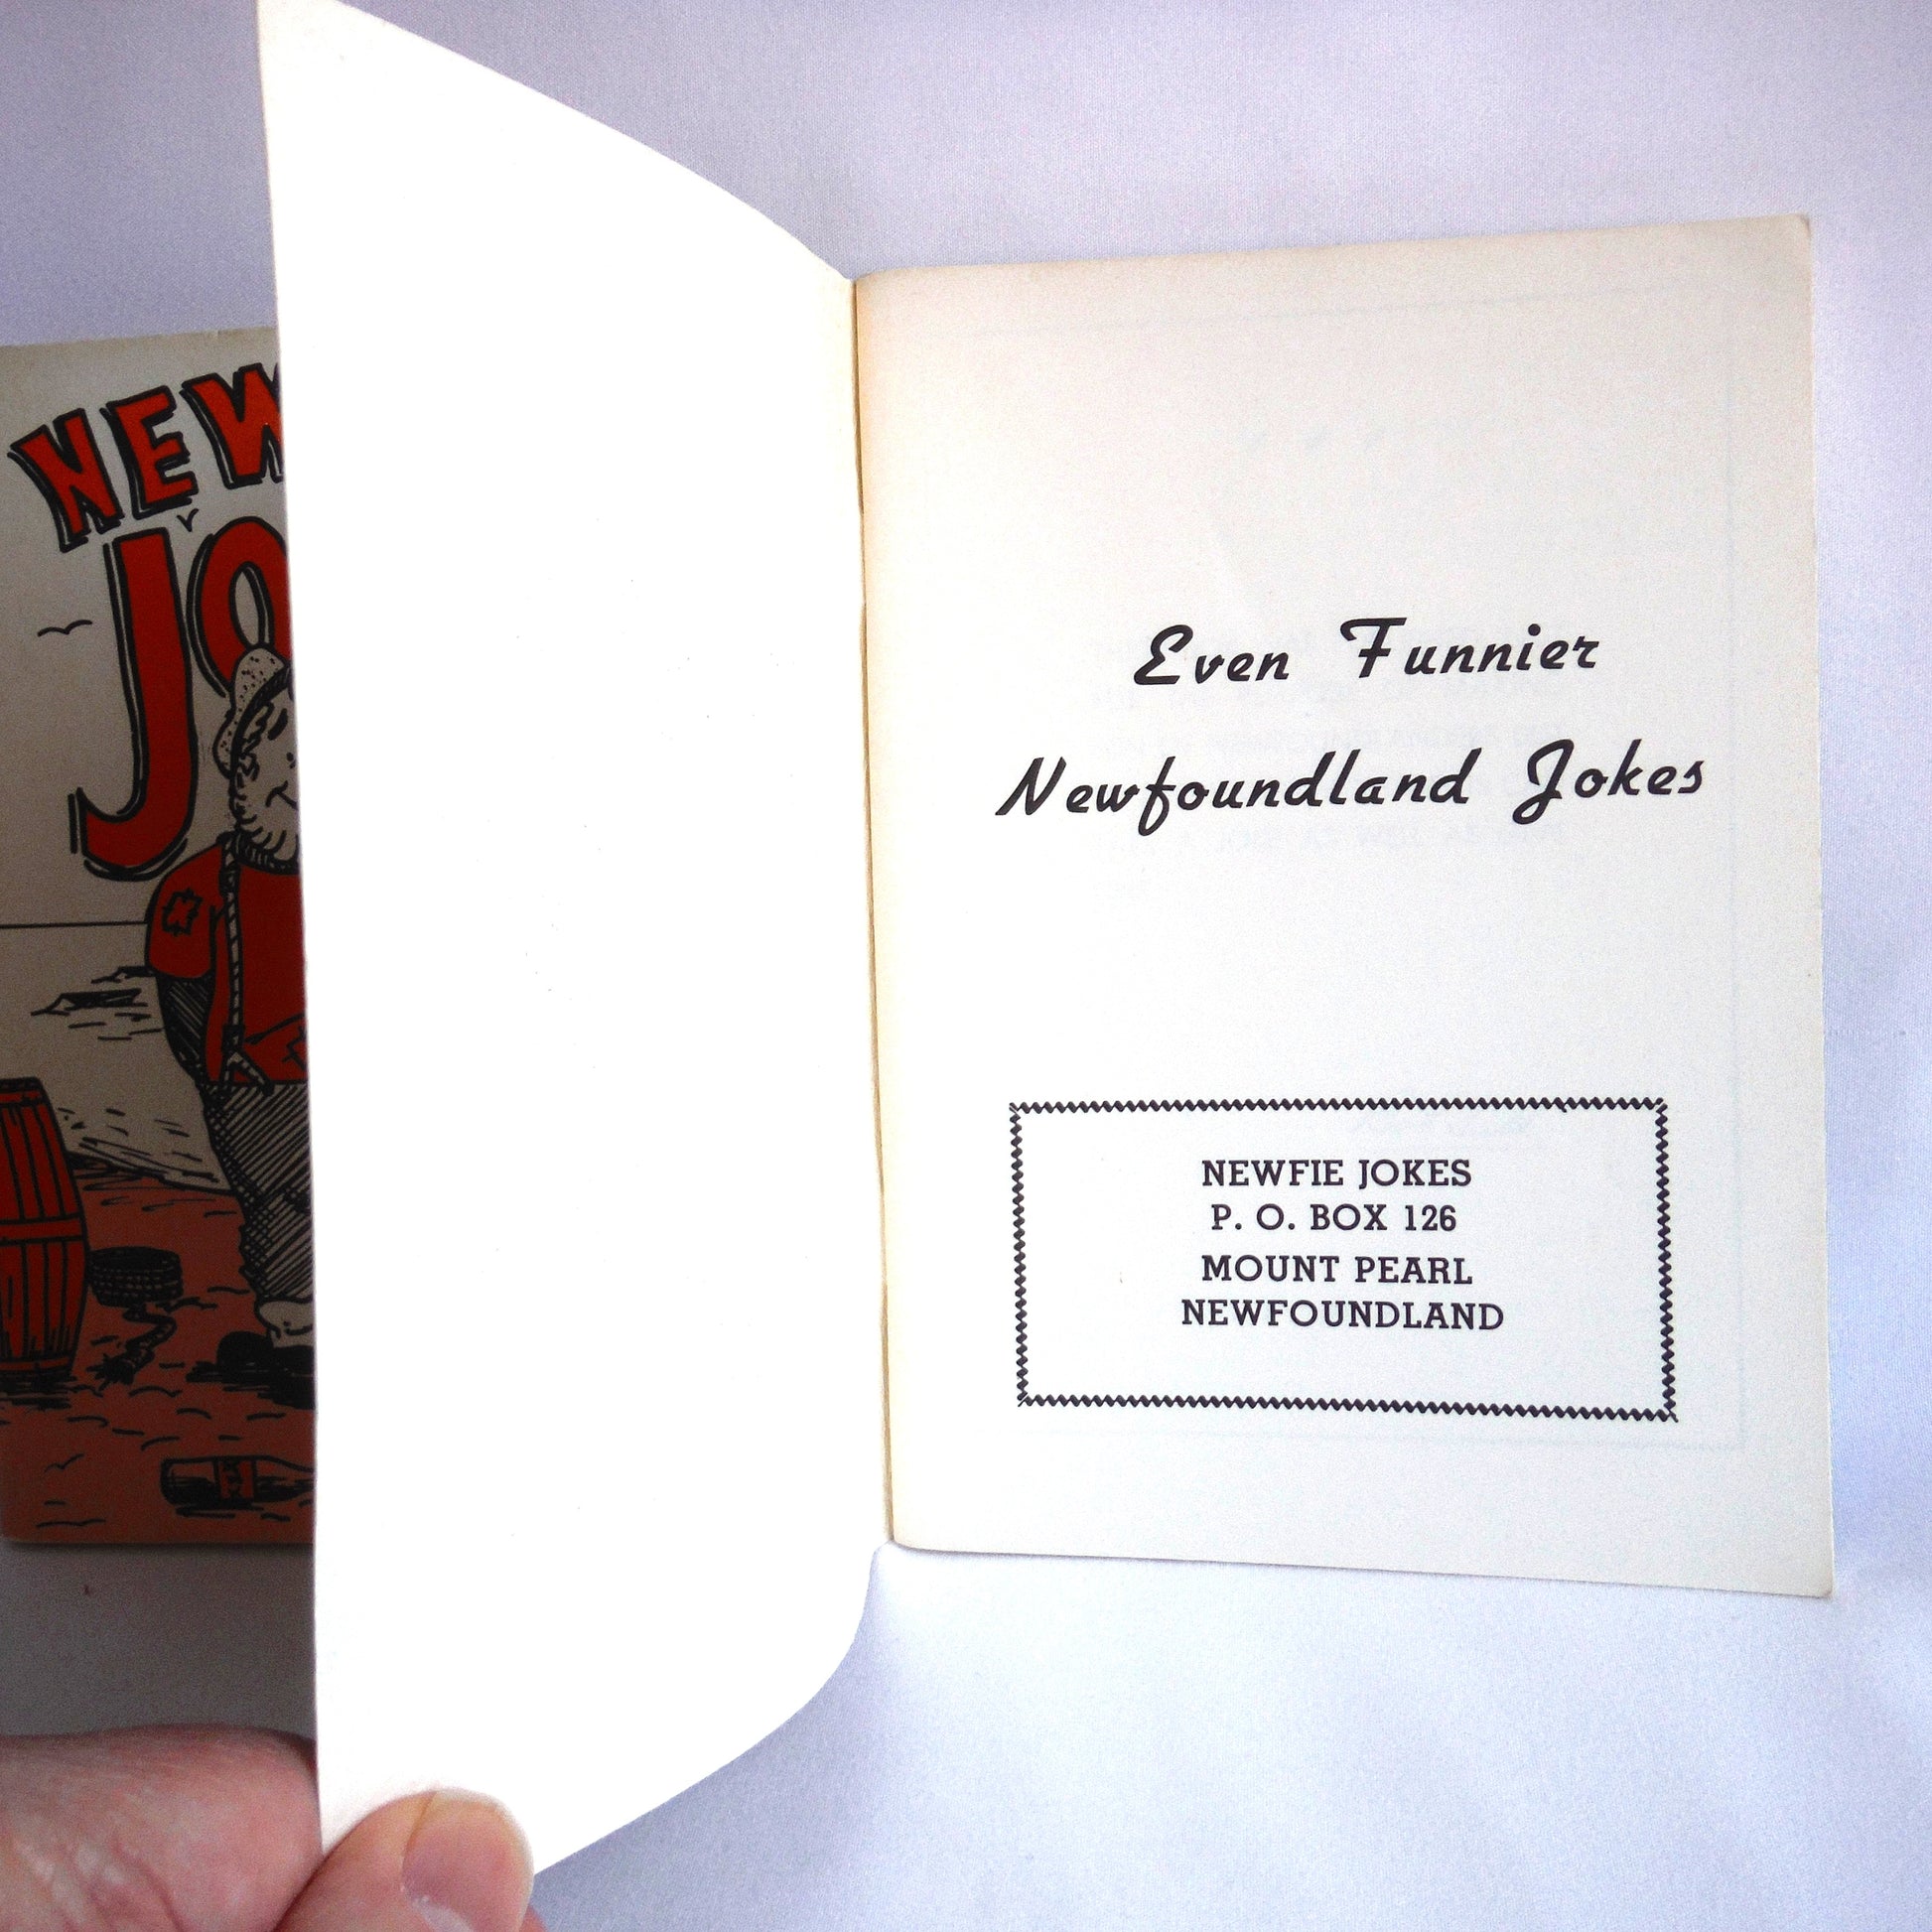 NEW
JO
Even Funnier
Newfoundland Jokes
NEWFIE JOKES
P. O. BOX 126
MOUNT PEARL
NEWFOUNDLAND